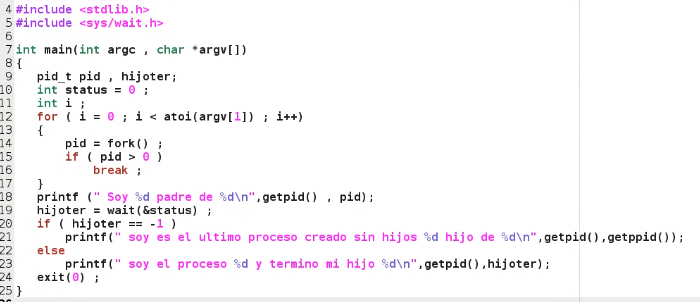 4 #include <stdlib.h>
5 #include <sys/wait.h>
6
7 int main(int argc , char *argv[])
8 {
9    pid_t pid , hijoter;
10    int status = 0 ;
11    int i ;
12    for ( i = 0 ; i < atoi(argv[1]) ; i++)
13    {
14        pid = fork() ;
15        if ( pid > 0 )
16            break ;
17    }
18    printf (" Soy %d padre de %d\n",getpid() , pid);
19    hijoter = wait(&status) ;
20    if ( hijoter == -1 )
21        printf(" soy es el ultimo proceso creado sin hijos %d hijo de %d\n",getpid(),getppid());
22    else
23        printf(" soy el proceso %d y termino mi hijo %d\n",getpid(),hijoter);
24    exit(0) ;
25 }